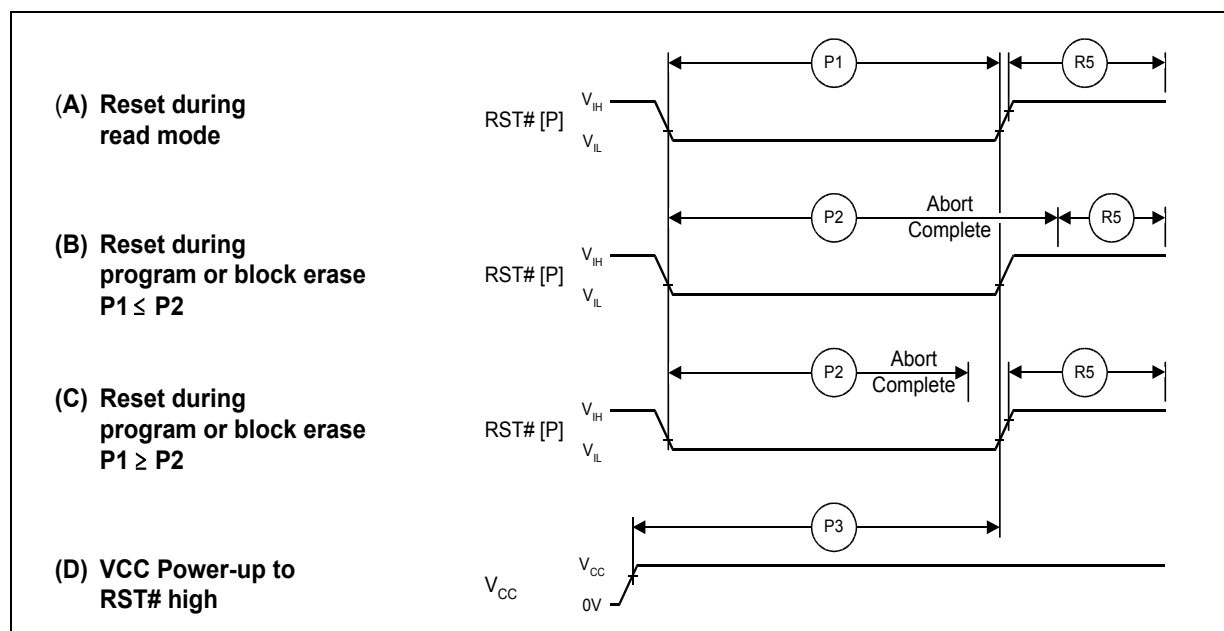 P1
R5
(A) Reset during
read mode
RST# [P]
VIH
VIL
P2
Abort
Complete
R5
(B) Reset during
program or block erase
P1 ≤ P2
RST# [P]
VIH
VIL
P2
Abort
Complete
R5
(C) Reset during
program or block erase
P1 ≥ P2
RST# [P]
VIH
VIL
P3
(D) VCC Power-up to
RST# high
VCC
VCC
0V